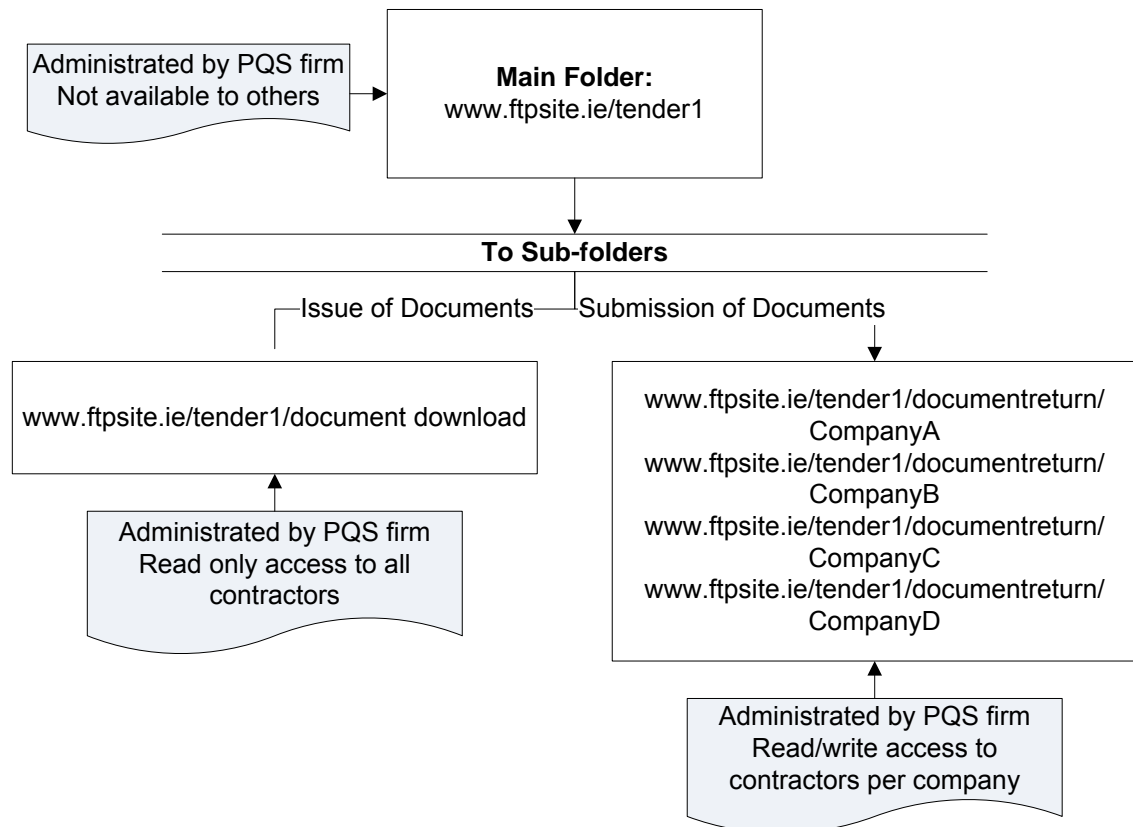 Administrated by PQS firm
Not available to others
Main Folder:
www.ftpsite.ie/tender1
To Sub-folders
Issue of Documents
Submission of Documents
www.ftpsite.ie/tender1/document download
Administrated by PQS firm
Read only access to all
contractors
www.ftpsite.ie/tender1/documentreturn/
CompanyA
www.ftpsite.ie/tender1/documentreturn/
CompanyB
www.ftpsite.ie/tender1/documentreturn/
CompanyC
www.ftpsite.ie/tender1/documentreturn/
CompanyD
Administrated by PQS firm
Read/write access to
contractors per company